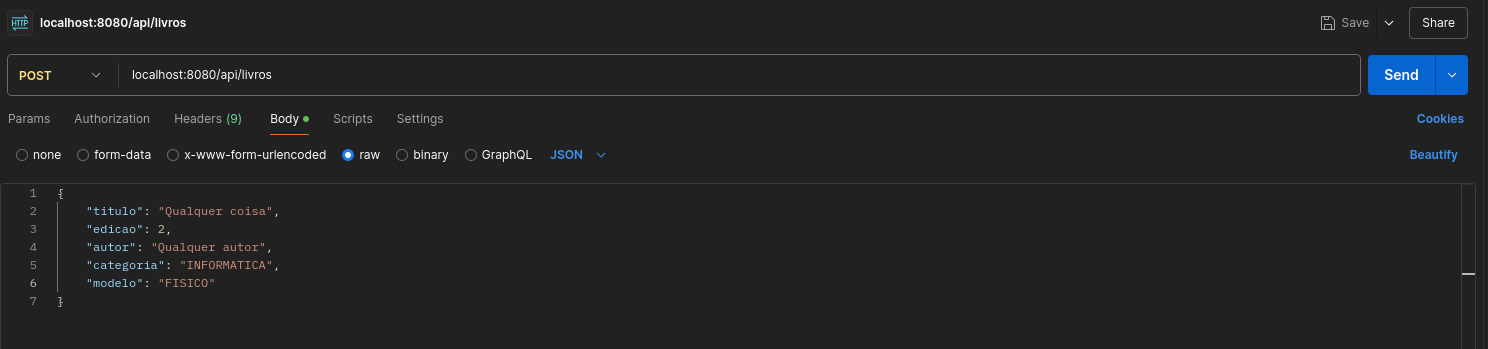 HTTP localhost:8080/api/livros Save Share
POST localhost:8080/api/livros Send
Params Authorization Headers (9) Body Scripts Settings Cookies
none form-data x-www-form-urlencoded raw binary GraphQL JSON Beautify
1 {
2 "titulo": "Qualquer coisa",
3 "edicao": 2,
4 "autor": "Qualquer autor",
5 "categoria": "INFORMATICA",
6 "modelo": "FISICO"
7 }